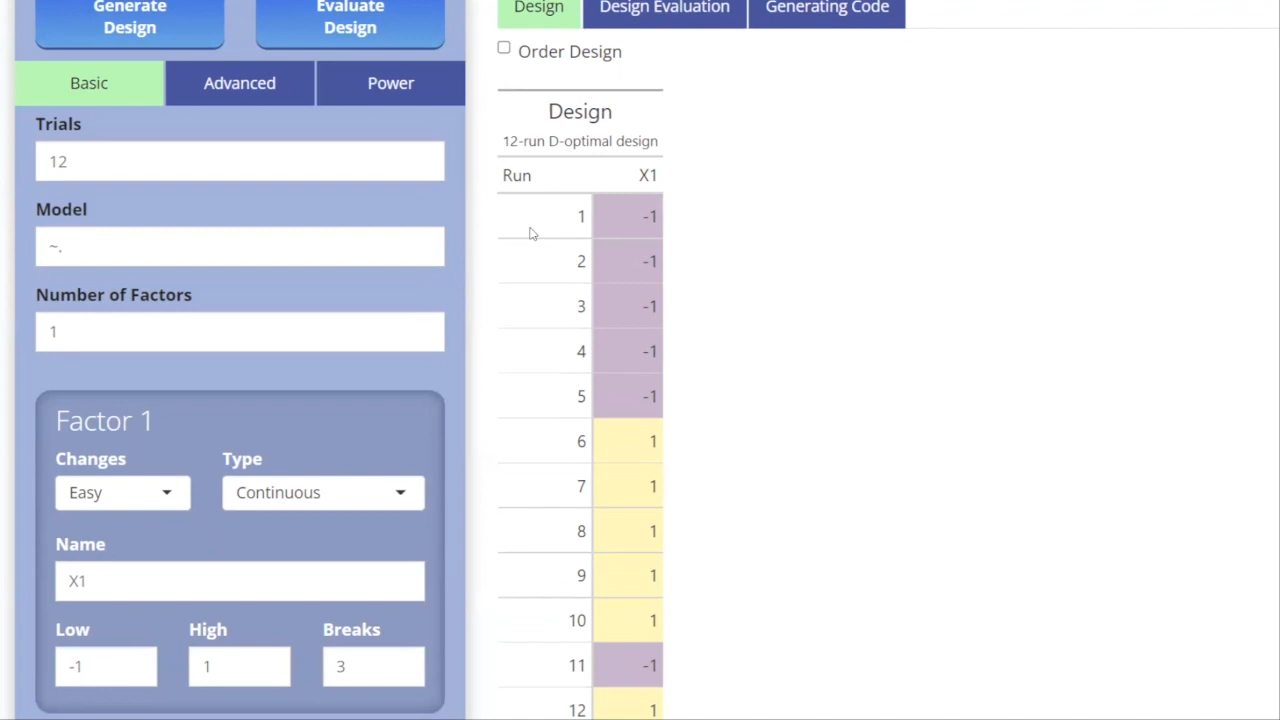 Generate
Design
Evaluate
Design
Basic
Advanced
Power
Trials
12
Model
~.
Number of Factors
1
Factor 1
Changes
Type
Easy
Continuous
Name
X1
Low
High
Breaks
-1
1
3
Design
Design Evaluation
Generating Code
Order Design
Design
12-run D-optimal design
Run X1
1 -1
2 -1
3 -1
4 -1
5 -1
6 1
7 1
8 1
9 1
10 1
11 -1
12 1